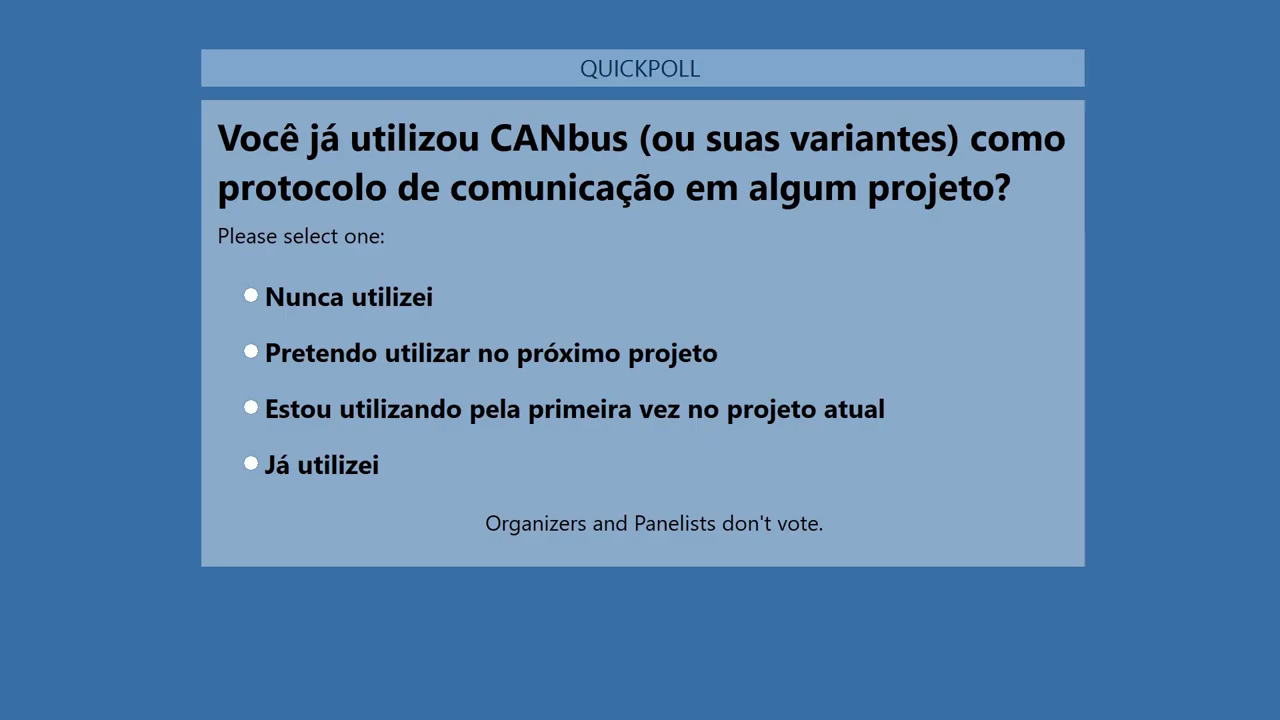 QUICKPOLL
Você já utilizou CANbus (ou suas variantes) como
protocolo de comunicação em algum projeto?
Please select one:
Nunca utilizei
Pretendo utilizar no próximo projeto
Estou utilizando pela primeira vez no projeto atual
Já utilizei
Organizers and Panelists don't vote.